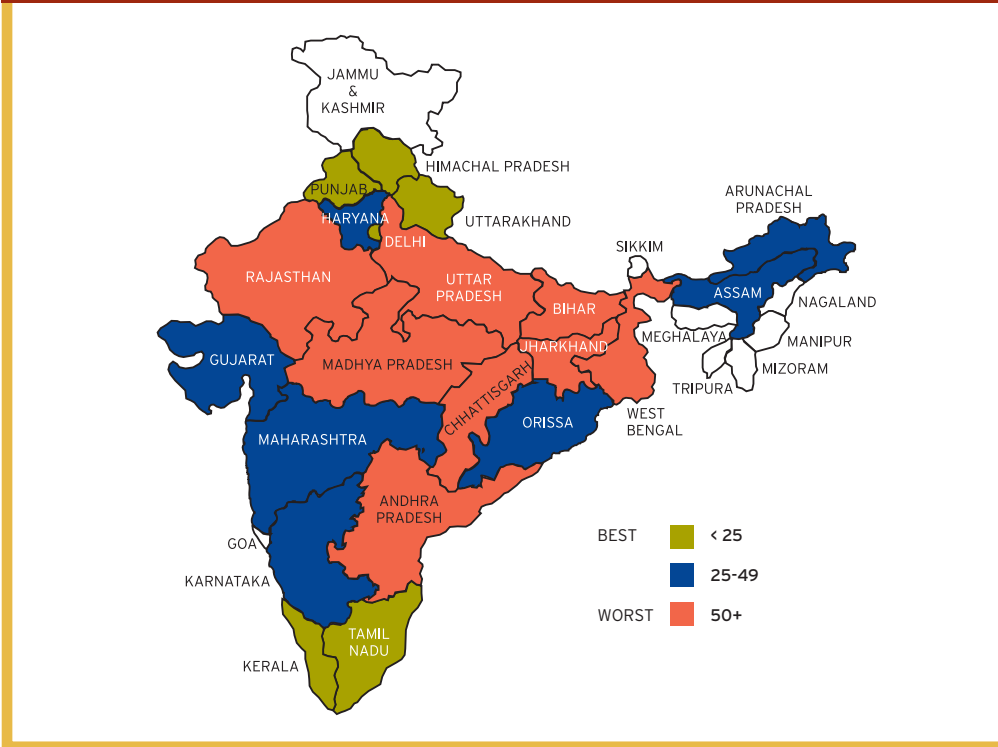 JAMMU
&
KASHMIR
HIMACHAL PRADESH
PUNJAB
UTTARAKHAND
HARYANA
DELHI
ARUNACHAL
PRADESH
SIKKIM
RAJASTHAN
UTTAR
PRADESH
BIHAR
ASSAM
NAGALAND
MEGHALAYA
MANIPUR
JHARKHAND
GUJARAT
MADHYA PRADESH
MIZORAM
TRIPURA
CHHATTISGARH
WEST
BENGAL
ORISSA
MAHARASHTRA
ANDHRA
PRADESH
GOA
KARNATAKA
TAMIL
NADU
KERALA
BEST < 25
25-49
WORST 50+